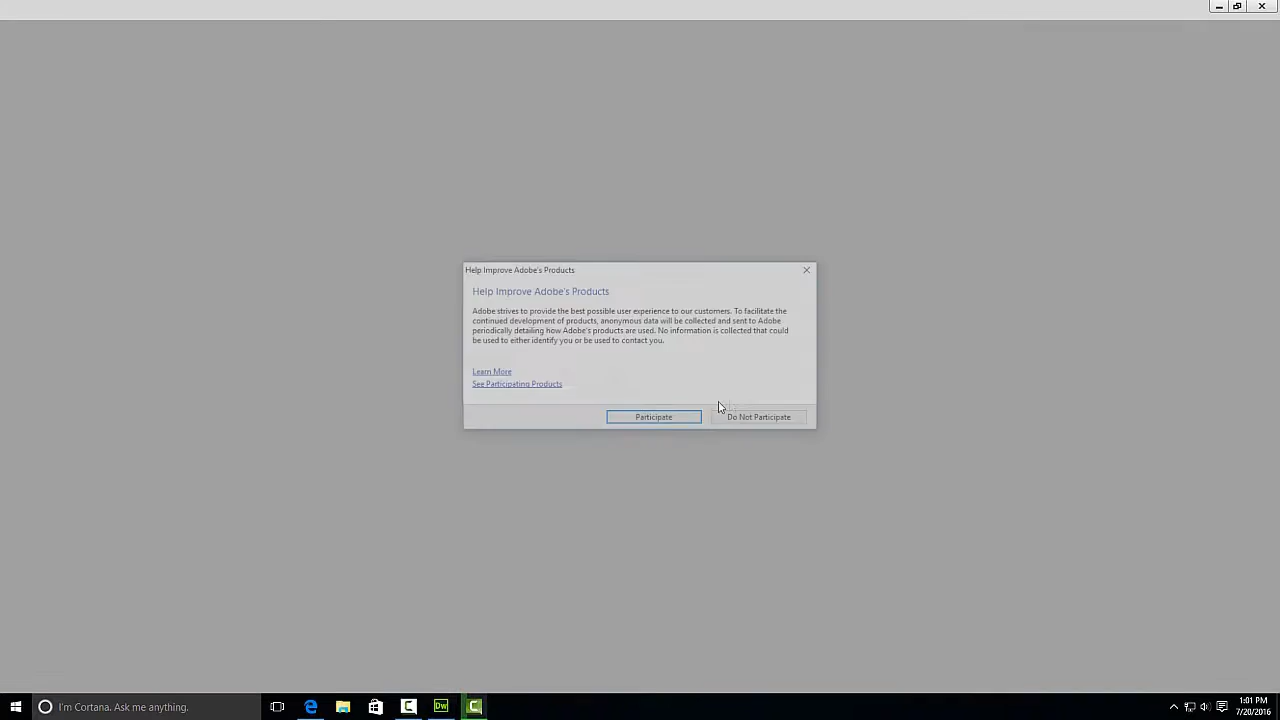 Help Improve Adobe's Products
Help Improve Adobe's Products
Adobe strives to provide the best possible user experience to our customers. To facilitate the
continued development of products, anonymous data will be collected and sent to Adobe
periodically detailing how Adobe's products are used. No information is collected that could
be used to either identify you or be used to contact you.
Learn More
See Participating Products
Participate
Do Not Participate
I'm Cortana. Ask me anything.
Dw
1:01 PM
7/20/2016